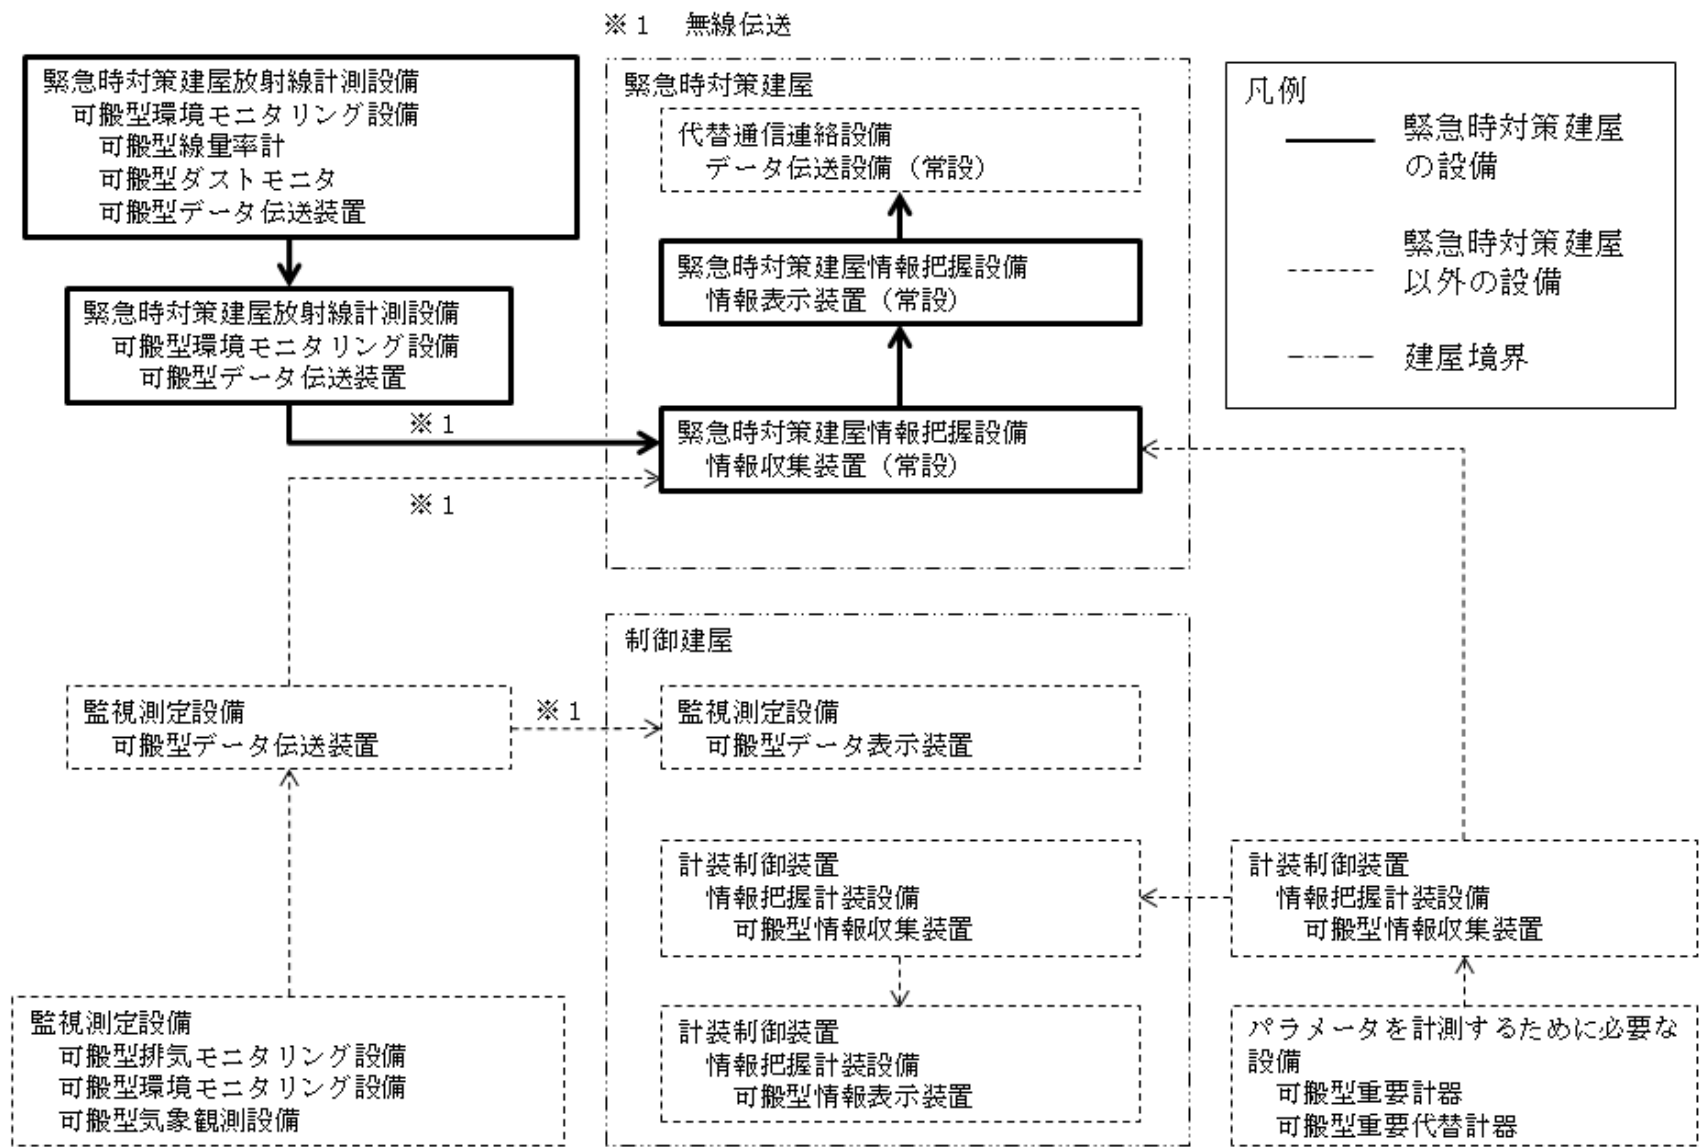 ※１　無線伝送
緊急時対策建屋放射線計測設備
可搬型環境モニタリング設備
可搬型線量率計
可搬型ダストモニタ
可搬型データ伝送装置
緊急時対策建屋放射線計測設備
可搬型環境モニタリング設備
可搬型データ伝送装置
※１
※１
緊急時対策建屋
代替通信連絡設備
データ伝送設備（常設）
緊急時対策建屋情報把握設備
情報表示装置（常設）
緊急時対策建屋情報把握設備
情報収集装置（常設）
凡例
緊急時対策建屋
の設備
緊急時対策建屋
以外の設備
建屋境界
監視測定設備
可搬型データ伝送装置
※１
監視測定設備
可搬型排気モニタリング設備
可搬型環境モニタリング設備
可搬型気象観測設備
制御建屋
監視測定設備
可搬型データ表示装置
計装制御装置
情報把握計装設備
可搬型情報収集装置
計装制御装置
情報把握計装設備
可搬型情報表示装置
計装制御装置
情報把握計装設備
可搬型情報収集装置
パラメータを計測するために必要な
設備
可搬型重要計器
可搬型重要代替計器